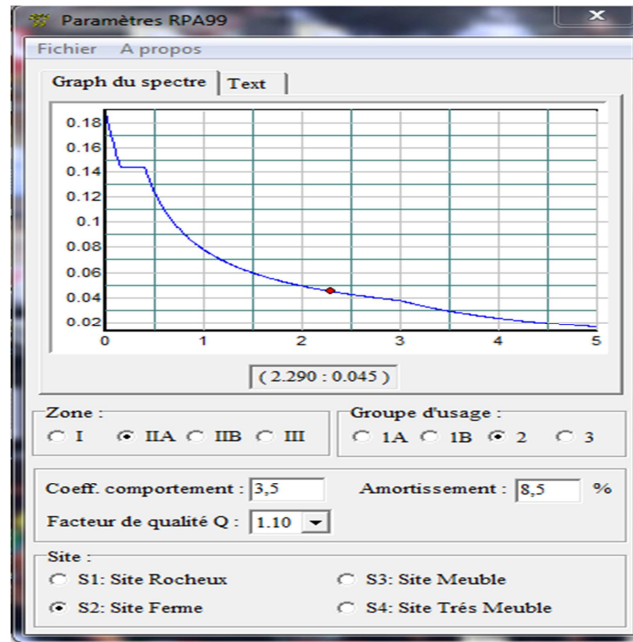 Paramètres RPA99
Fichier A propos
Graph du spectre Text
0.18
0.16
0.14
0.12
0.1
0.08
0.06
0.04
0.02
0 1 2 3 4 5
( 2.290 : 0.045 )
Zone :
I IIA IIB III
Groupe d'usage :
1A 1B 2 3
Coeff. comportement : 3,5 Amortissement : 8,5 %
Facteur de qualité Q : 1.10
Site :
S1: Site Rocheux S3: Site Meuble
S2: Site Ferme S4: Site Trés Meuble